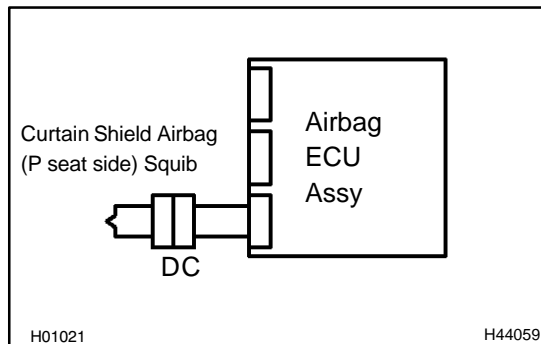 Curtain Shield Airbag
(P seat side) Squib
Airbag
ECU
Assy
DC
H01021
H44059